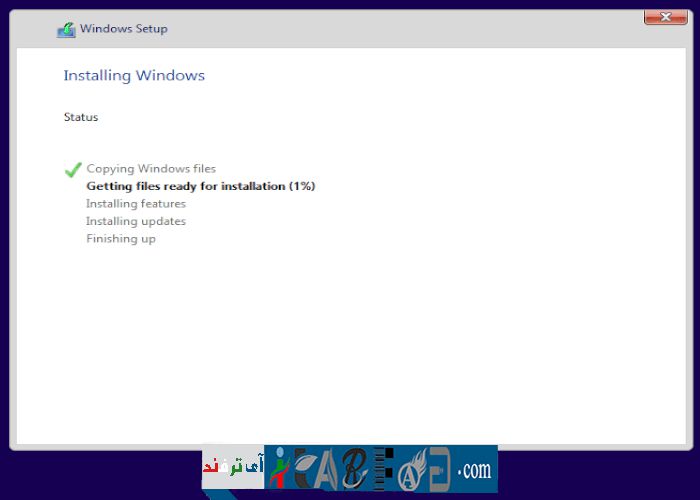 Windows Setup
Installing Windows
Status
Copying Windows files
Getting files ready for installation (1%)
Installing features
Installing updates
Finishing up
آی ترفند
.com